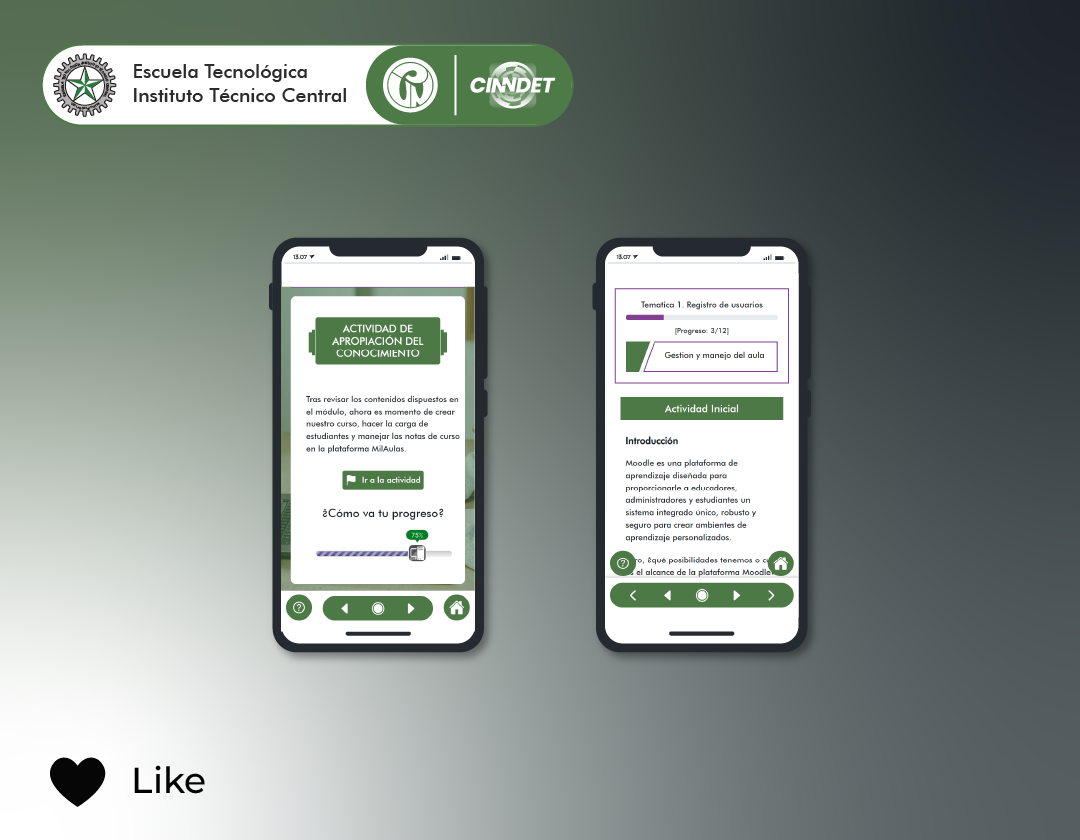 Escuela Tecnológica
Instituto Técnico Central
CINNDET
13.07
ACTIVIDAD DE
APROPIACIÓN DEL
CONOCIMIENTO
Tras revisar los contenidos dispuestos en
el módulo, ahora es momento de crear
nuestro curso, hacer la carga de
estudiantes y manejar las notas de curso
en la plataforma MilAulas.
Ir a la actividad
¿Cómo va tu progreso?
75%
13.07
Tematica 1. Registro de usuarios
[Progreso: 3/12]
Gestion y manejo del aula
Actividad Inicial
Introducción
Moodle es una plataforma de
aprendizaje diseñada para
proporcionarle a educadores,
administradores y estudiantes un
sistema integrado único, robusto y
seguro para crear ambientes de
aprendizaje personalizados.
¿qué posibilidades tenemos o
el alcance de la plataforma Moodle
Like